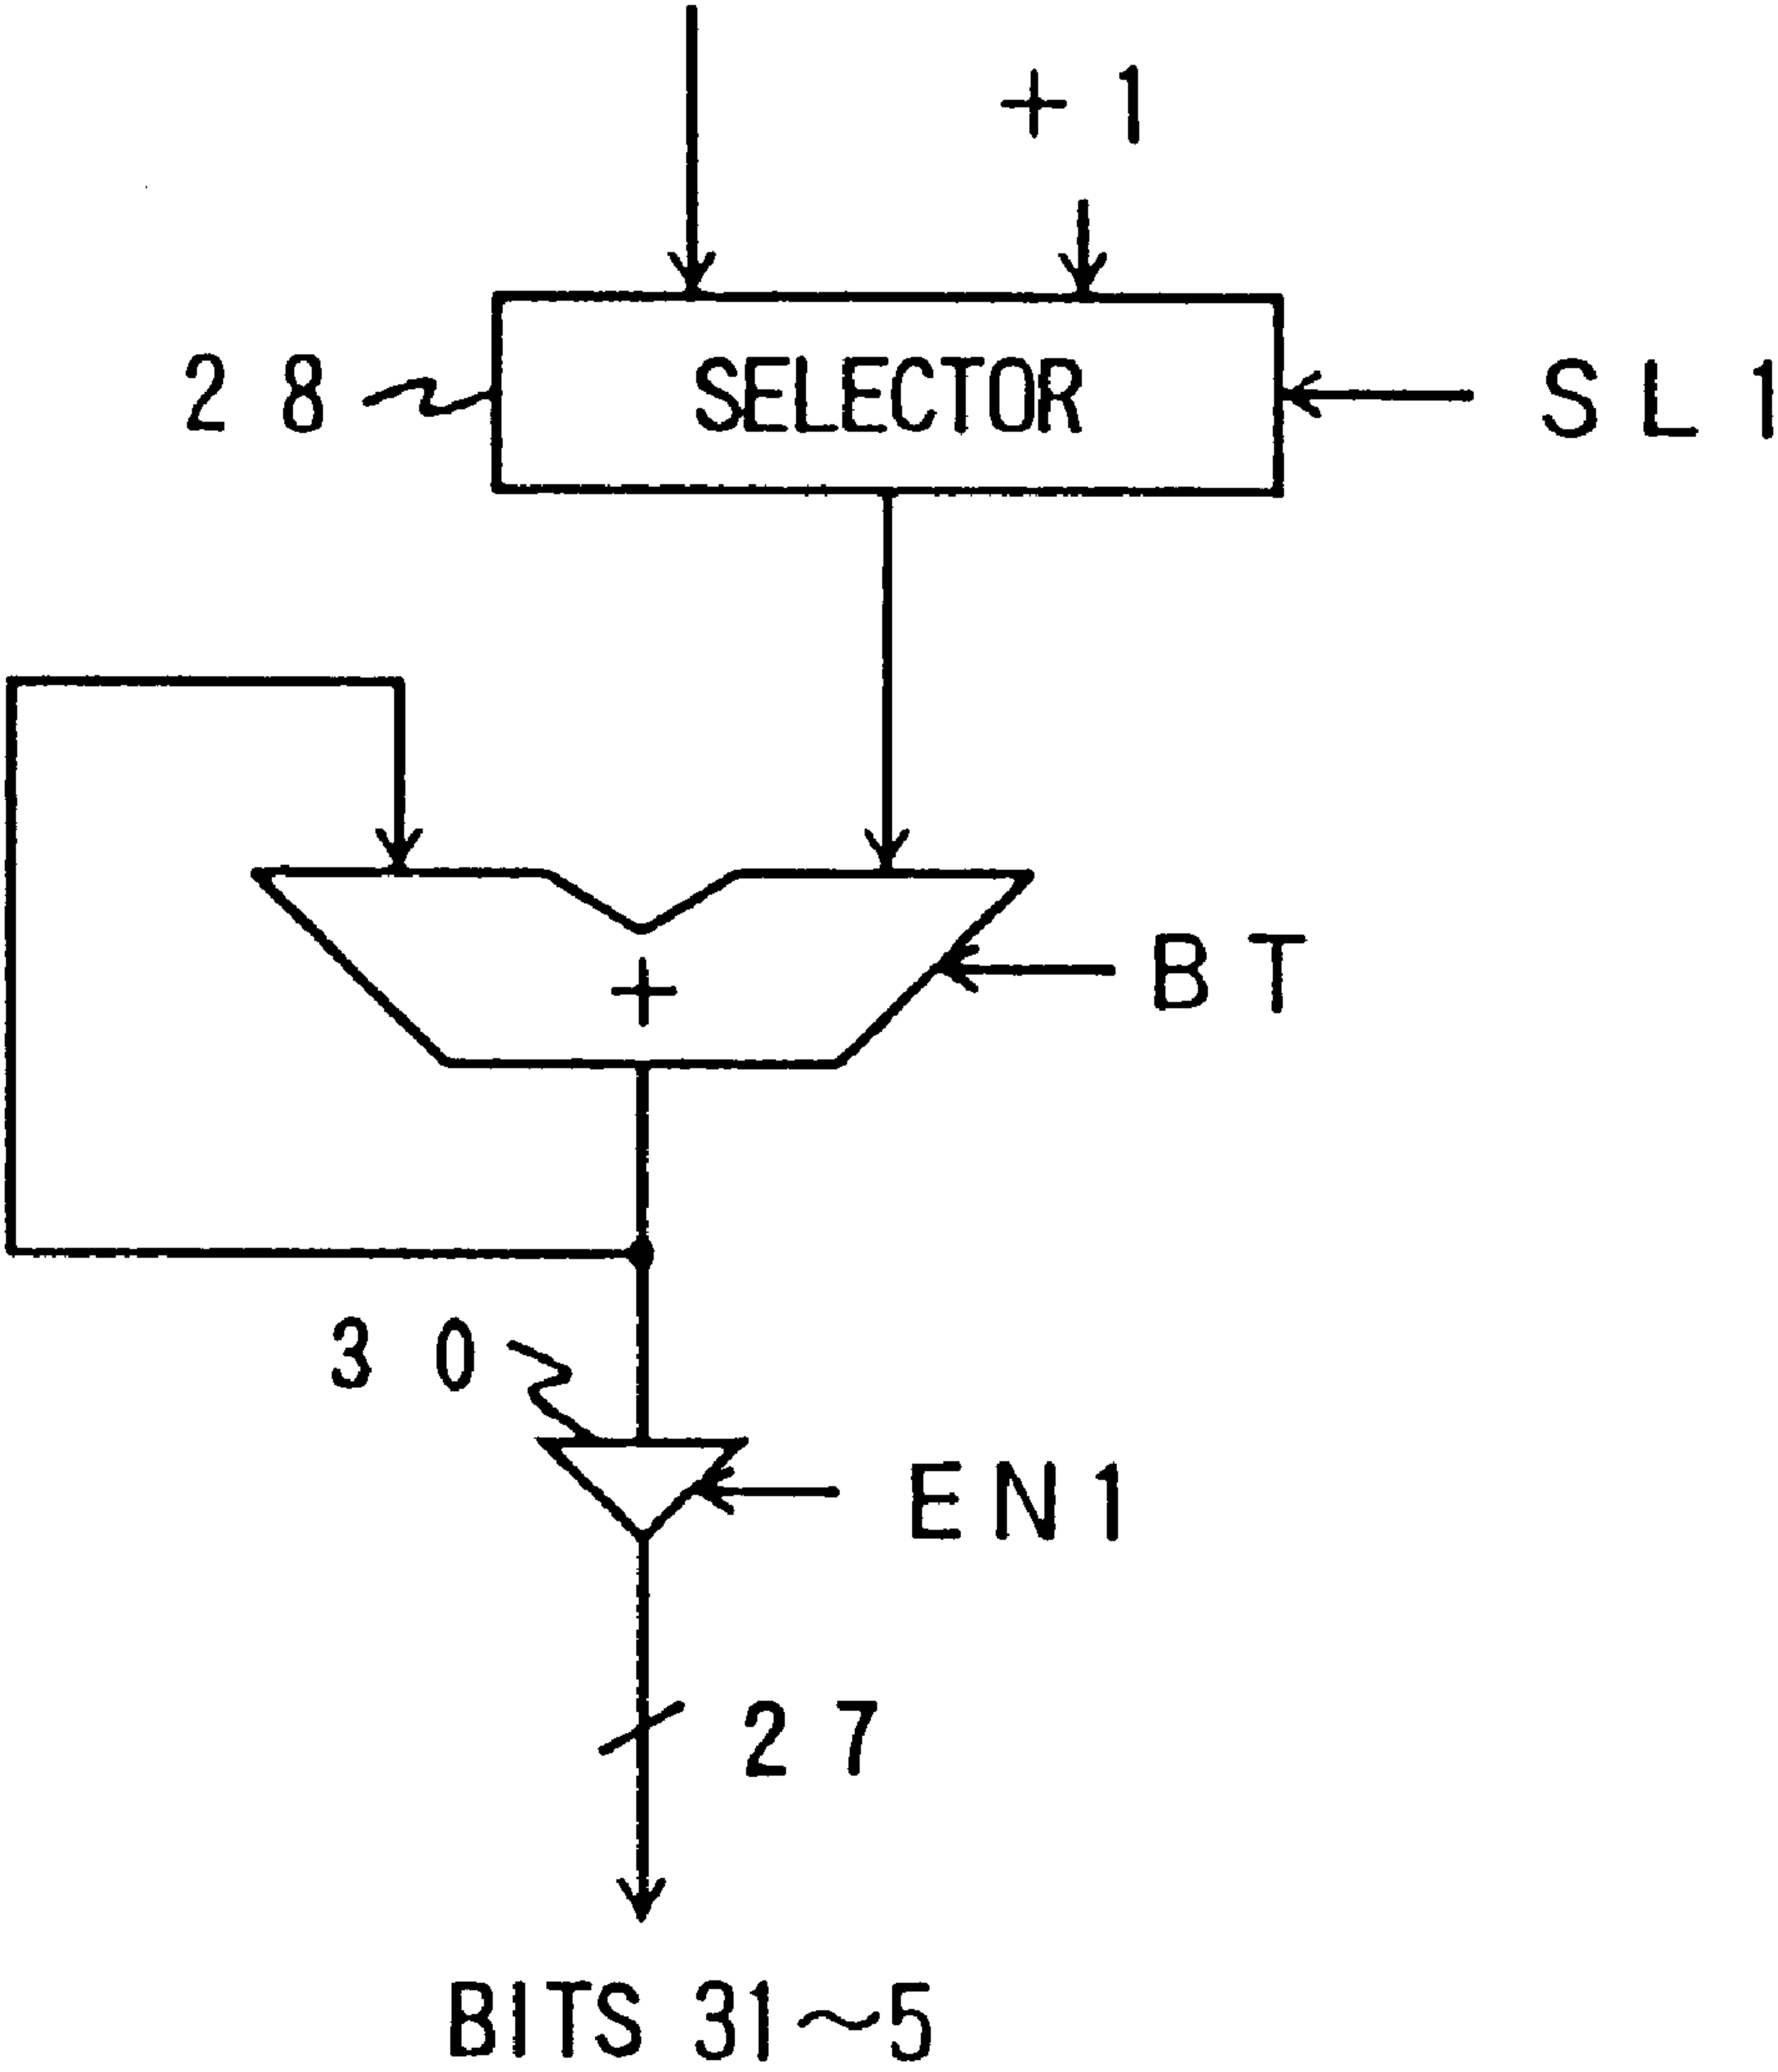 +1
28
SELECTOR
SL1
+
BT
30
EN1
27
BITS 31~5